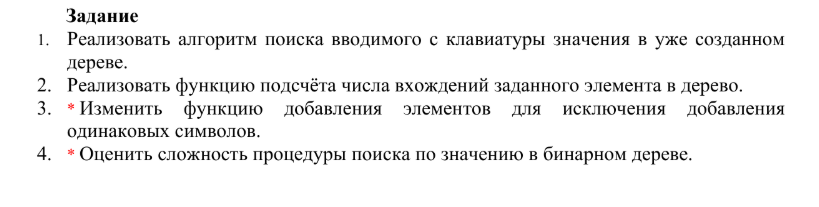 Задание
1. Реализовать алгоритм поиска вводимого с клавиатуры значения в уже созданном
дереве.
2. Реализовать функцию подсчёта числа вхождений заданного элемента в дерево.
3. * Изменить функцию добавления элементов для исключения добавления
одинаковых символов.
4. * Оценить сложность процедуры поиска по значению в бинарном дереве.